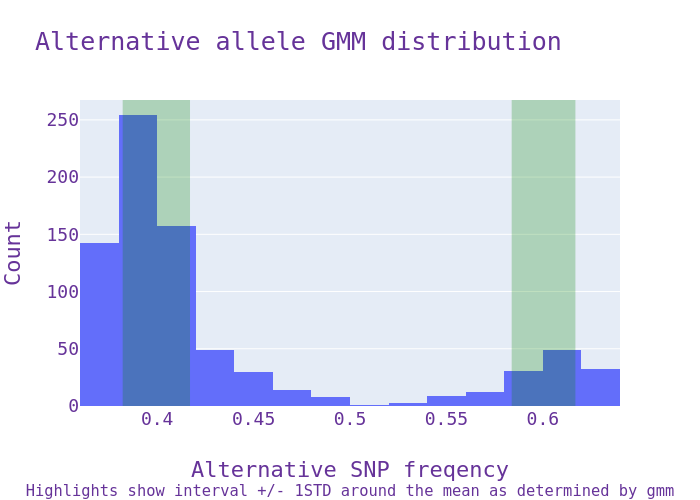 Alternative allele GMM distribution
250
200
150
100
50
0
Count
0.4 0.45 0.5 0.55 0.6
Alternative SNP freqency
Highlights show interval +/- 1STD around the mean as determined by gmm